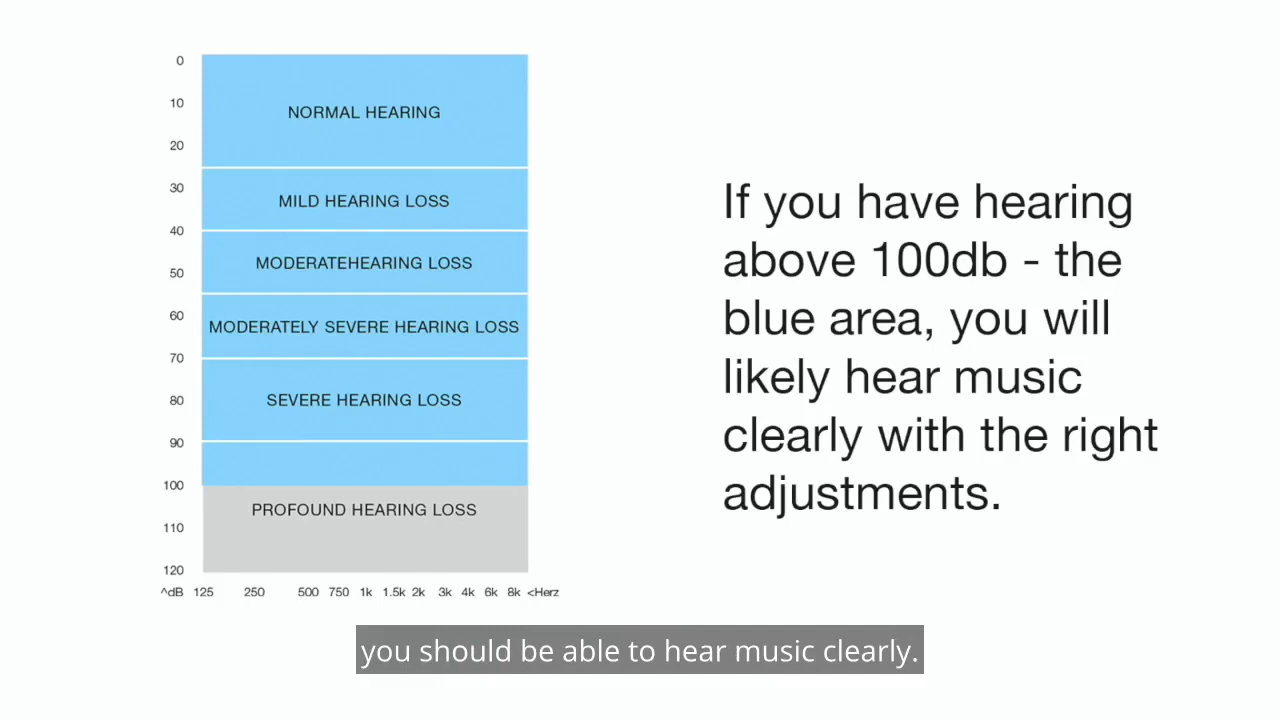 0
10
20
30
40
50
60
70
80
90
100
110
120
NORMAL HEARING
MILD HEARING LOSS
MODERATEHEARING LOSS
MODERATELY SEVERE HEARING LOSS
SEVERE HEARING LOSS
PROFOUND HEARING LOSS
^dB 125 250 500 750 1k 1.5k 2k 3k 4k 6k 8k <Herz
If you have hearing
above 100db - the
blue area, you will
likely hear music
clearly with the right
adjustments.
you should be able to hear music clearly.